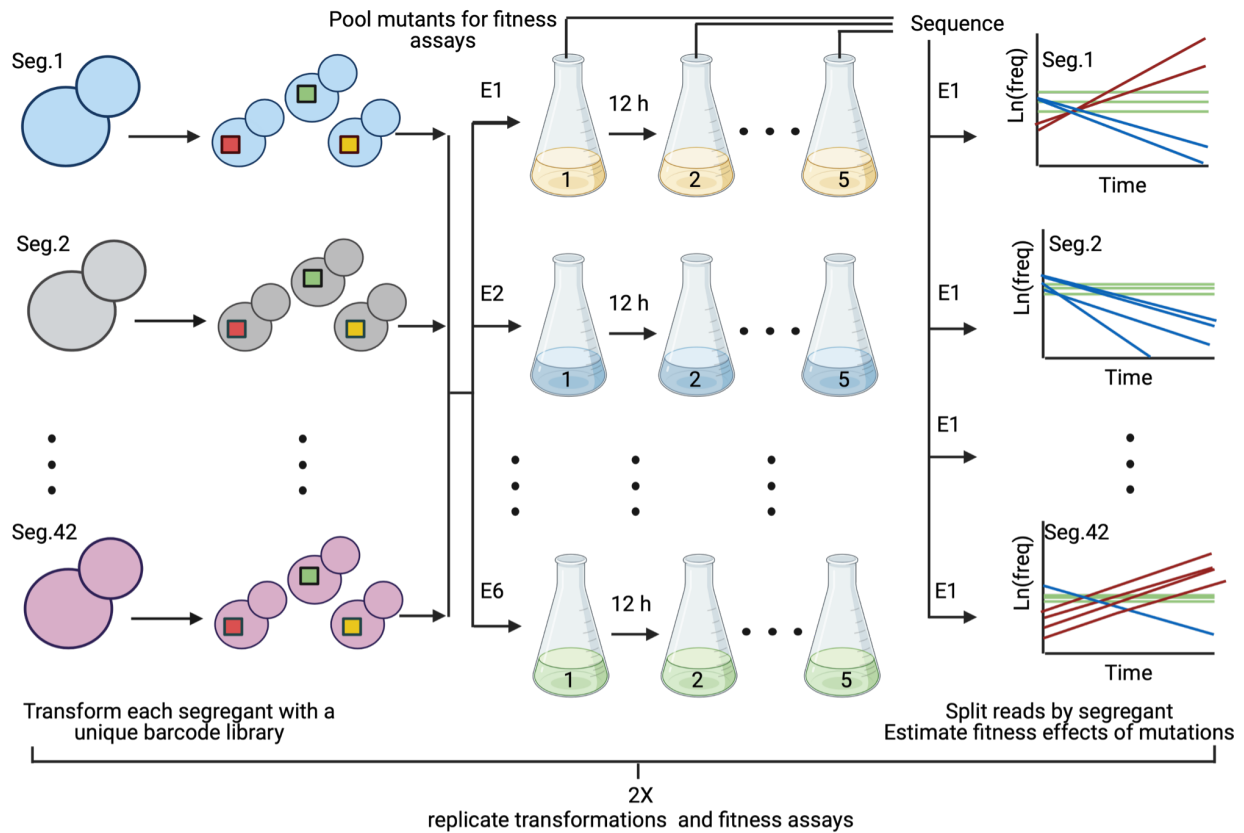 Pool mutants for fitness
assays
Sequence
Seg.1
E1
12 h
1
2
5
E1
Ln(freq)
Seg.1
Time
Seg.2
E2
12 h
1
2
5
E1
Ln(freq)
Seg.2
Time
E1
Seg.42
E6
12 h
1
2
5
E1
Ln(freq)
Seg.42
Time
Transform each segregant with a
unique barcode library
Split reads by segregant
Estimate fitness effects of mutations
2X
replicate transformations and fitness assays